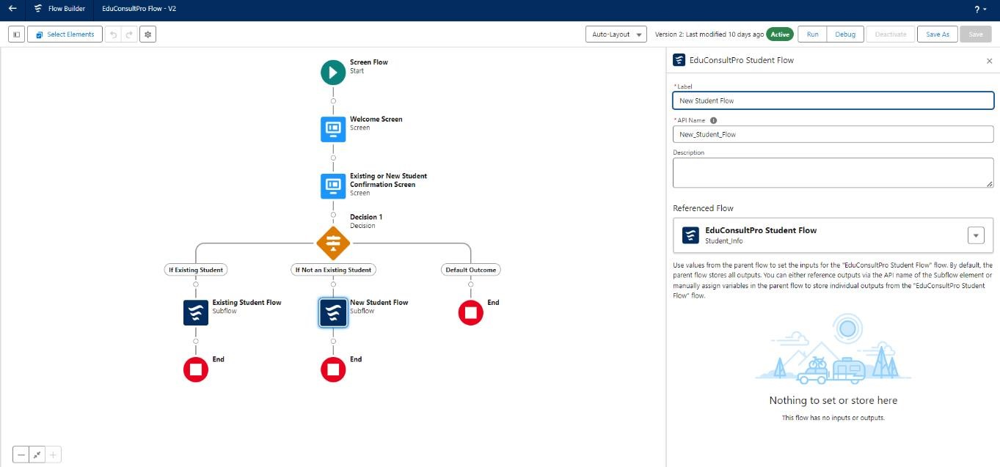 Flow Builder
EduConsultPro Flow - V2
?
Select Elements
Auto-Layout
Version 2: Last modified 10 days ago
Active
Run
Debug
Deactivate
Save As
Save
Screen Flow
Start
Welcome Screen
Screen
Existing or New Student
Confirmation Screen
Screen
Decision 1
Decision
If Existing Student
If Not an Existing Student
Default Outcome
Existing Student Flow
Subflow
New Student Flow
Subflow
End
End
End
EduConsultPro Student Flow
* Label
New Student Flow
* API Name
New_Student_Flow
Description
Referenced Flow
EduConsultPro Student Flow
Student_Info
Use values from the parent flow to set the inputs for the "EduConsultPro Student Flow" flow. By default, the
parent flow stores all outputs. You can either reference outputs via the API name of the Subflow element or
manually assign variables in the parent flow to store individual outputs from the "EduConsultPro Student
Flow" flow.
Nothing to set or store here
This flow has no inputs or outputs.